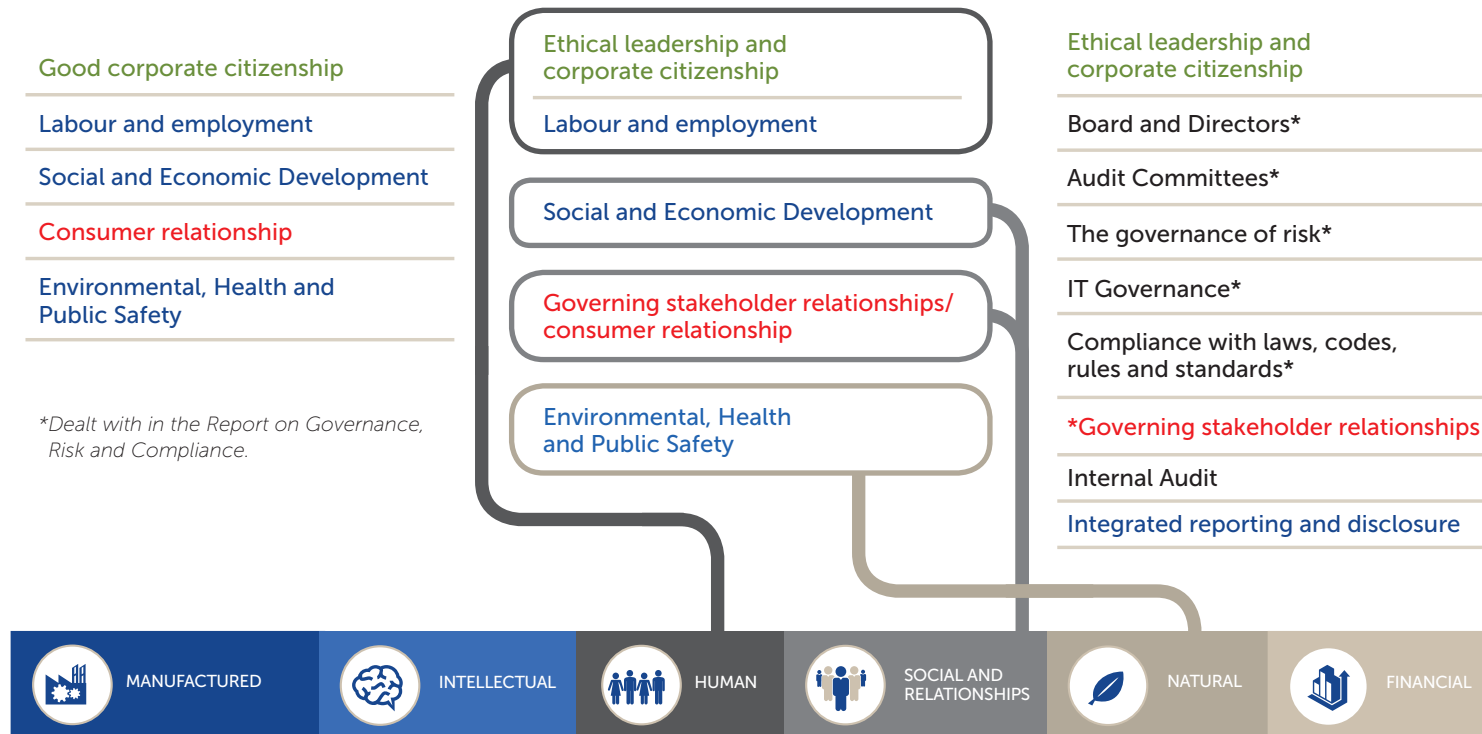 Good corporate citizenship
Labour and employment
Social and Economic Development
Consumer relationship
Environmental, Health and
Public Safety
*Dealt with in the Report on Governance,
Risk and Compliance.
Ethical leadership and
corporate citizenship
Labour and employment
Social and Economic Development
Governing stakeholder relationships/
consumer relationship
Environmental, Health
and Public Safety
Ethical leadership and
corporate citizenship
Board and Directors*
Audit Committees*
The governance of risk*
IT Governance*
Compliance with laws, codes,
rules and standards*
*Governing stakeholder relationships
Internal Audit
Integrated reporting and disclosure
MANUFACTURED
INTELLECTUAL
HUMAN
SOCIAL AND
RELATIONSHIPS
NATURAL
FINANCIAL